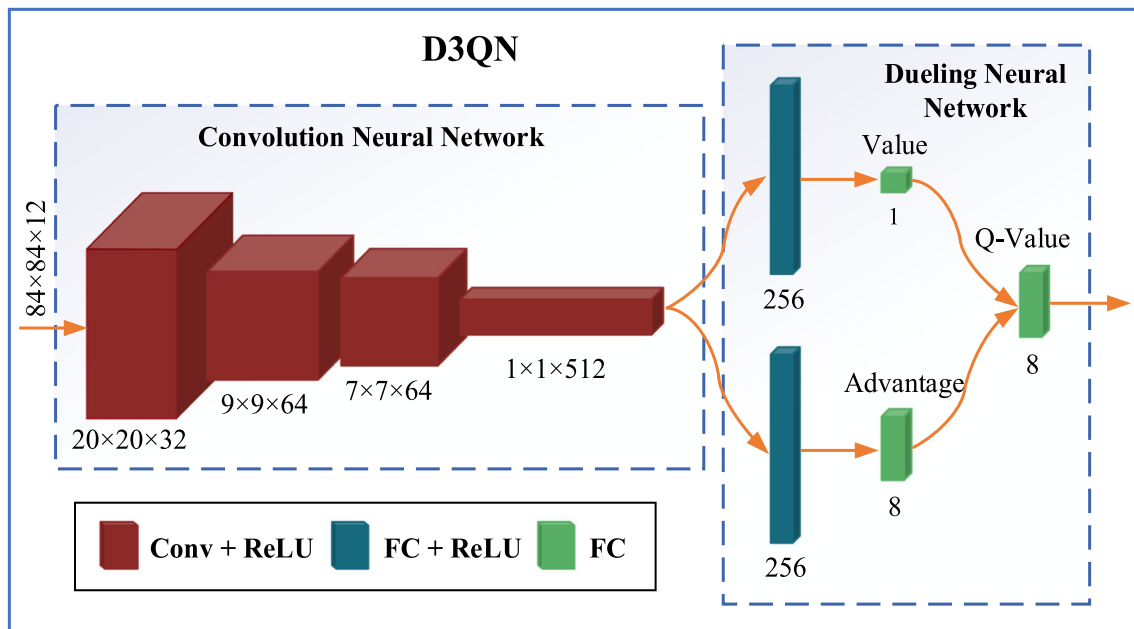 D3QN
Convolution Neural Network
84×84×12
20×20×32
9×9×64
7×7×64
1×1×512
Dueling Neural
Network
256
Value
1
Q-Value
8
256
Advantage
8
Conv + ReLU
FC + ReLU
FC